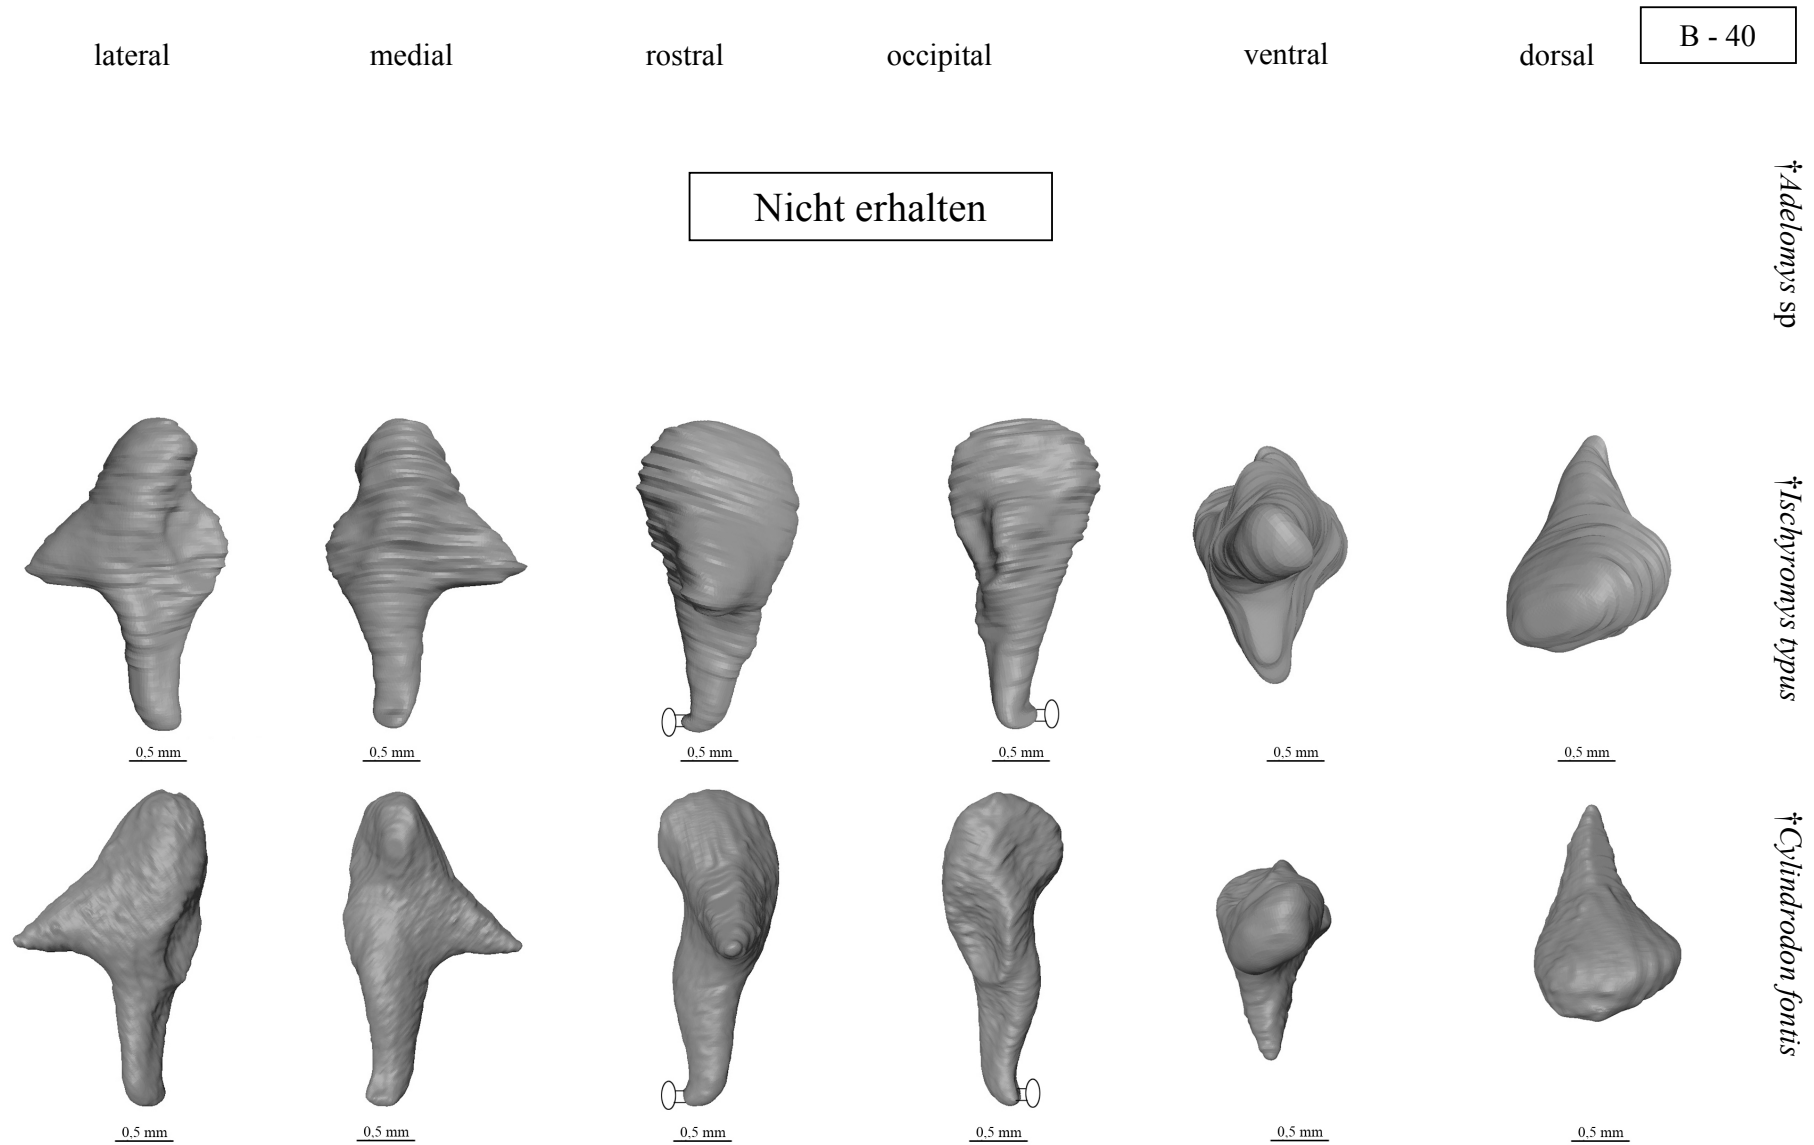 B - 40
lateral medial rostral occipital ventral dorsal
Nicht erhalten
†Adelomys sp
†Ischyromys typus
0,5 mm 0,5 mm 0,5 mm 0,5 mm 0,5 mm 0,5 mm
†Cylindrodon fontis
0,5 mm 0,5 mm 0,5 mm 0,5 mm 0,5 mm 0,5 mm